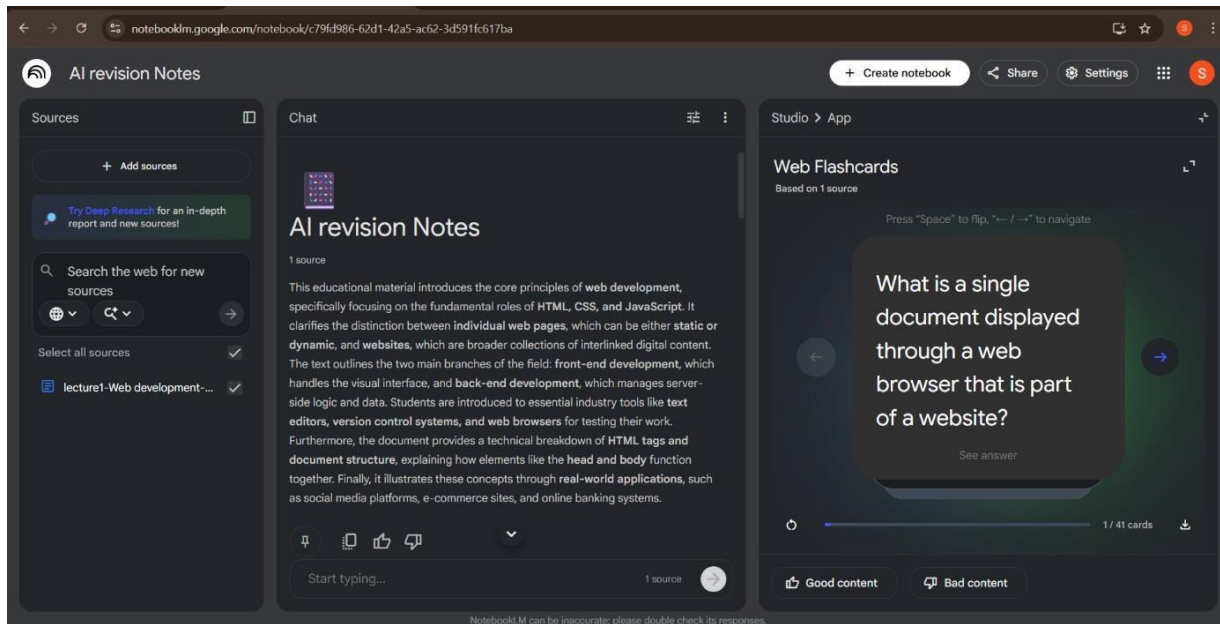 notebooklm.google.com/notebook/c79fd986-62d1-42a5-ac62-3d591fc617ba
S
AI revision Notes
+ Create notebook
Share
Settings
S
Sources
+ Add sources
Try Deep Research for an in-depth
report and new sources!
Search the web for new
sources
Select all sources
lecture1-Web development-...
Chat
AI revision Notes
1 source
This educational material introduces the core principles of web development,
specifically focusing on the fundamental roles of HTML, CSS, and JavaScript. It
clarifies the distinction between individual web pages, which can be either static or
dynamic, and websites, which are broader collections of interlinked digital content.
The text outlines the two main branches of the field: front-end development, which
handles the visual interface, and back-end development, which manages server-
side logic and data. Students are introduced to essential industry tools like text
editors, version control systems, and web browsers for testing their work.
Furthermore, the document provides a technical breakdown of HTML tags and
document structure, explaining how elements like the head and body function
together. Finally, it illustrates these concepts through real-world applications, such
as social media platforms, e-commerce sites, and online banking systems.
Start typing...
1 source
Studio > App
Web Flashcards
Based on 1 source
Press "Space" to flip, "← / →" to navigate
What is a single
document displayed
through a web
browser that is part
of a website?
See answer
1 / 41 cards
Good content
Bad content
NotebookLM can be inaccurate; please double check its responses.